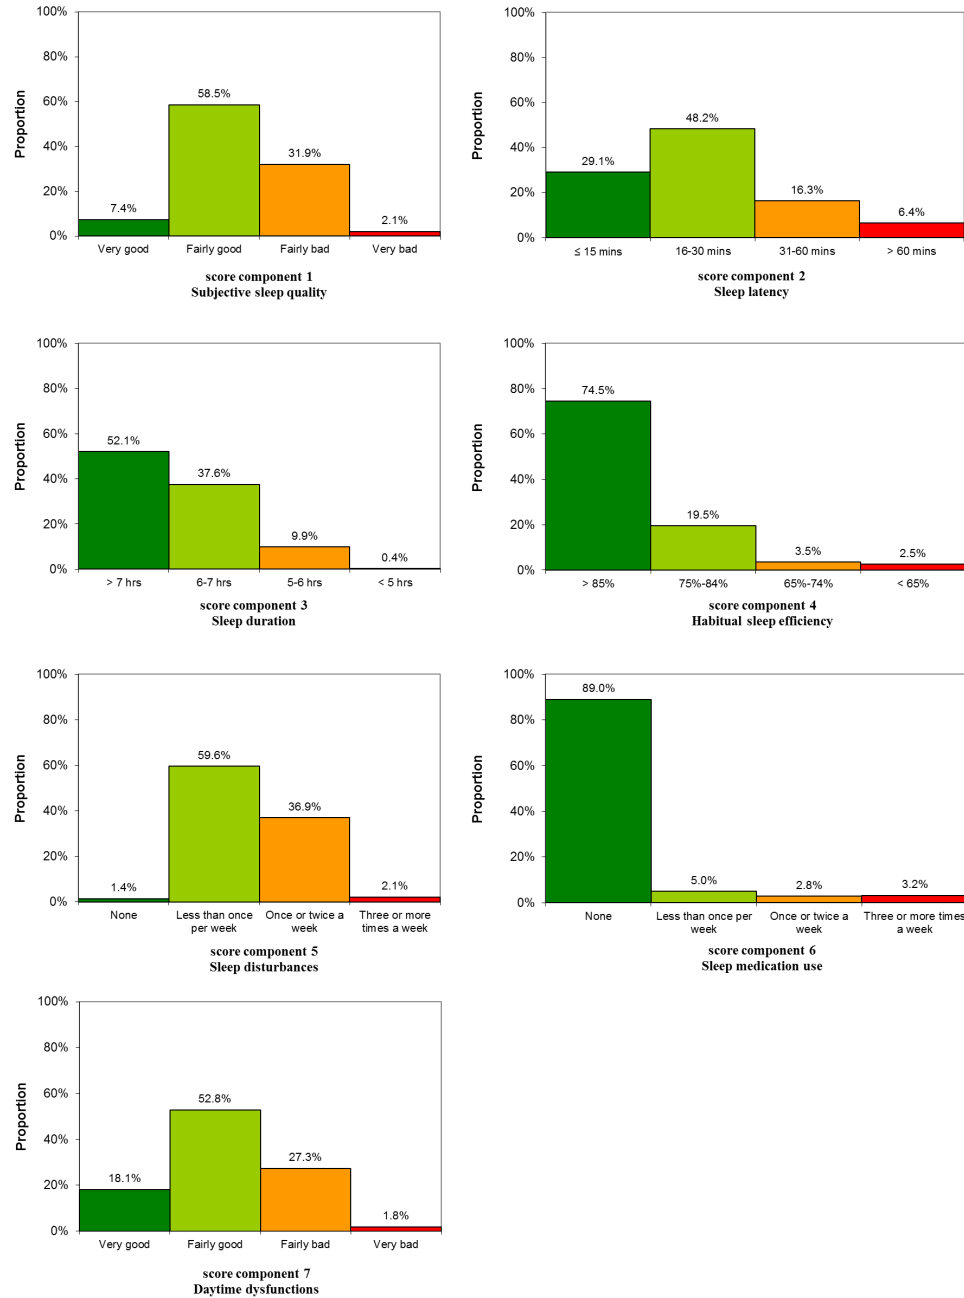 100%
80%
60%
40%
20%
0%
Proportion
7.4%
58.5%
31.9%
2.1%
Very good Fairly good Fairly bad Very bad
score component 1
Subjective sleep quality
100%
80%
60%
40%
20%
0%
Proportion
29.1%
48.2%
16.3%
6.4%
≤ 15 mins 16-30 mins 31-60 mins > 60 mins
score component 2
Sleep latency
100%
80%
60%
40%
20%
0%
Proportion
52.1%
37.6%
9.9%
0.4%
> 7 hrs 6-7 hrs 5-6 hrs < 5 hrs
score component 3
Sleep duration
100%
80%
60%
40%
20%
0%
Proportion
74.5%
19.5%
3.5%
2.5%
> 85% 75%-84% 65%-74% < 65%
score component 4
Habitual sleep efficiency
100%
80%
60%
40%
20%
0%
Proportion
1.4%
59.6%
36.9%
2.1%
None Less than once Once or twice a Three or more
per week week times a week
score component 5
Sleep disturbances
100%
80%
60%
40%
20%
0%
Proportion
89.0%
5.0%
2.8%
3.2%
None Less than once per Once or twice a Three or more times
week week a week
score component 6
Sleep medication use
100%
80%
60%
40%
20%
0%
Proportion
18.1%
52.8%
27.3%
1.8%
Very good Fairly good Fairly bad Very bad
score component 7
Daytime dysfunctions